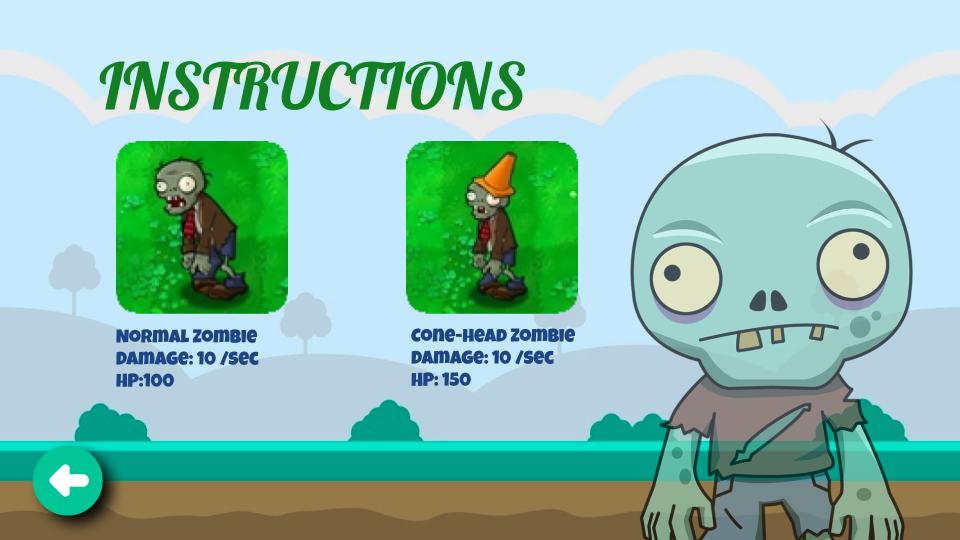 INSTRUCTIONS
Normal Zombie
Damage: 10 /sec
HP:100
Cone-Head Zombie
Damage: 10 /sec
HP: 150